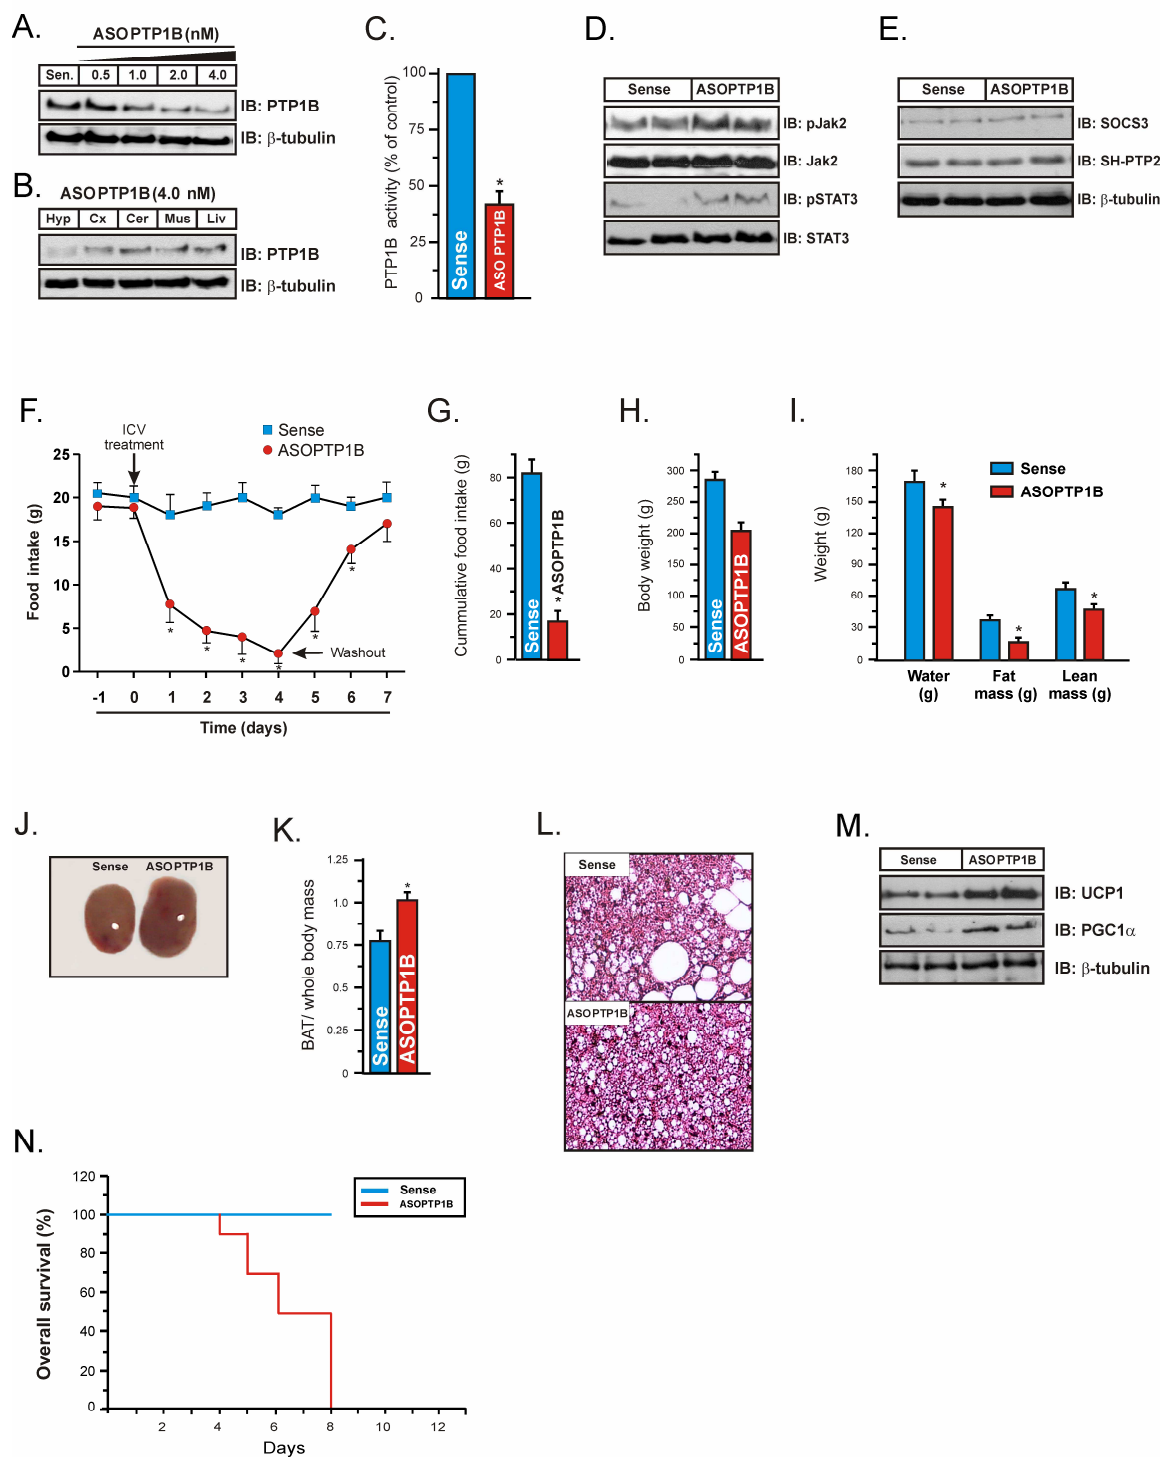 A.
ASOPTP1B (nM)
Sen. 0.5 1.0 2.0 4.0
IB: PTP1B
IB: β-tubulin
B.
ASOPTP1B (4.0 nM)
Hyp Cx Cer Mus Liv
IB: PTP1B
IB: β-tubulin
C.
PTP1B activity (% of control)
100
75
50
25
0
Sense
ASO PTP1B
*
D.
Sense ASOPTP1B
IB: pJak2
IB: Jak2
IB: pSTAT3
IB: STAT3
E.
Sense ASOPTP1B
IB: SOCS3
IB: SH-PTP2
IB: β-tubulin
F.
ICV
treatment
Sense
ASOPTP1B
Food intake (g)
25
20
15
10
5
0
* * * * * *
Washout
-1 0 1 2 3 4 5 6 7
Time (days)
G.
Cummulative food intake (g)
80
60
40
20
0
Sense
* ASOPTP1B
H.
Body weight (g)
300
250
200
150
100
50
0
Sense
ASOPTP1B
I.
Weight (g)
180
150
120
90
60
30
0
Sense
ASOPTP1B
* * *
Water Fat Lean
(g) mass (g) mass (g)
J.
Sense ASOPTP1B
K.
BAT/ whole body mass
1.25
1.0
0.75
0.5
0.25
0
Sense
ASOPTP1B
*
L.
Sense
ASOPTP1B
M.
Sense ASOPTP1B
IB: UCP1
IB: PGC1α
IB: β-tubulin
N.
Overall survival (%)
120
100
80
60
40
20
0
Sense
ASOPTP1B
2 4 6 8 10 12
Days